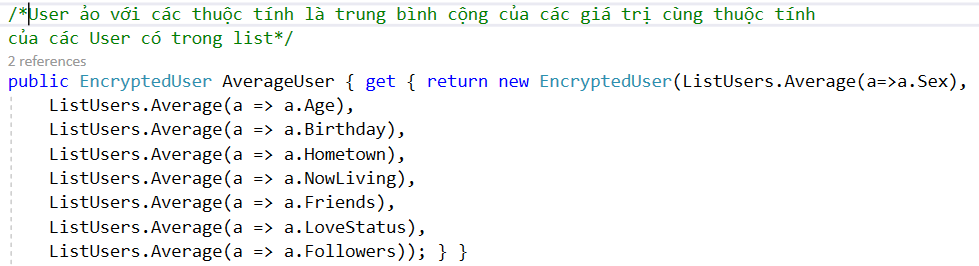 /*User ảo với các thuộc tính là trung bình cộng của các giá trị cùng thuộc tính
của các User có trong list*/
2 references
public EncryptedUser AverageUser { get { return new EncryptedUser(ListUsers.Average(a=>a.Sex),
ListUsers.Average(a => a.Age),
ListUsers.Average(a => a.Birthday),
ListUsers.Average(a => a.Hometown),
ListUsers.Average(a => a.NowLiving),
ListUsers.Average(a => a.Friends),
ListUsers.Average(a => a.LoveStatus),
ListUsers.Average(a => a.Followers)); } }